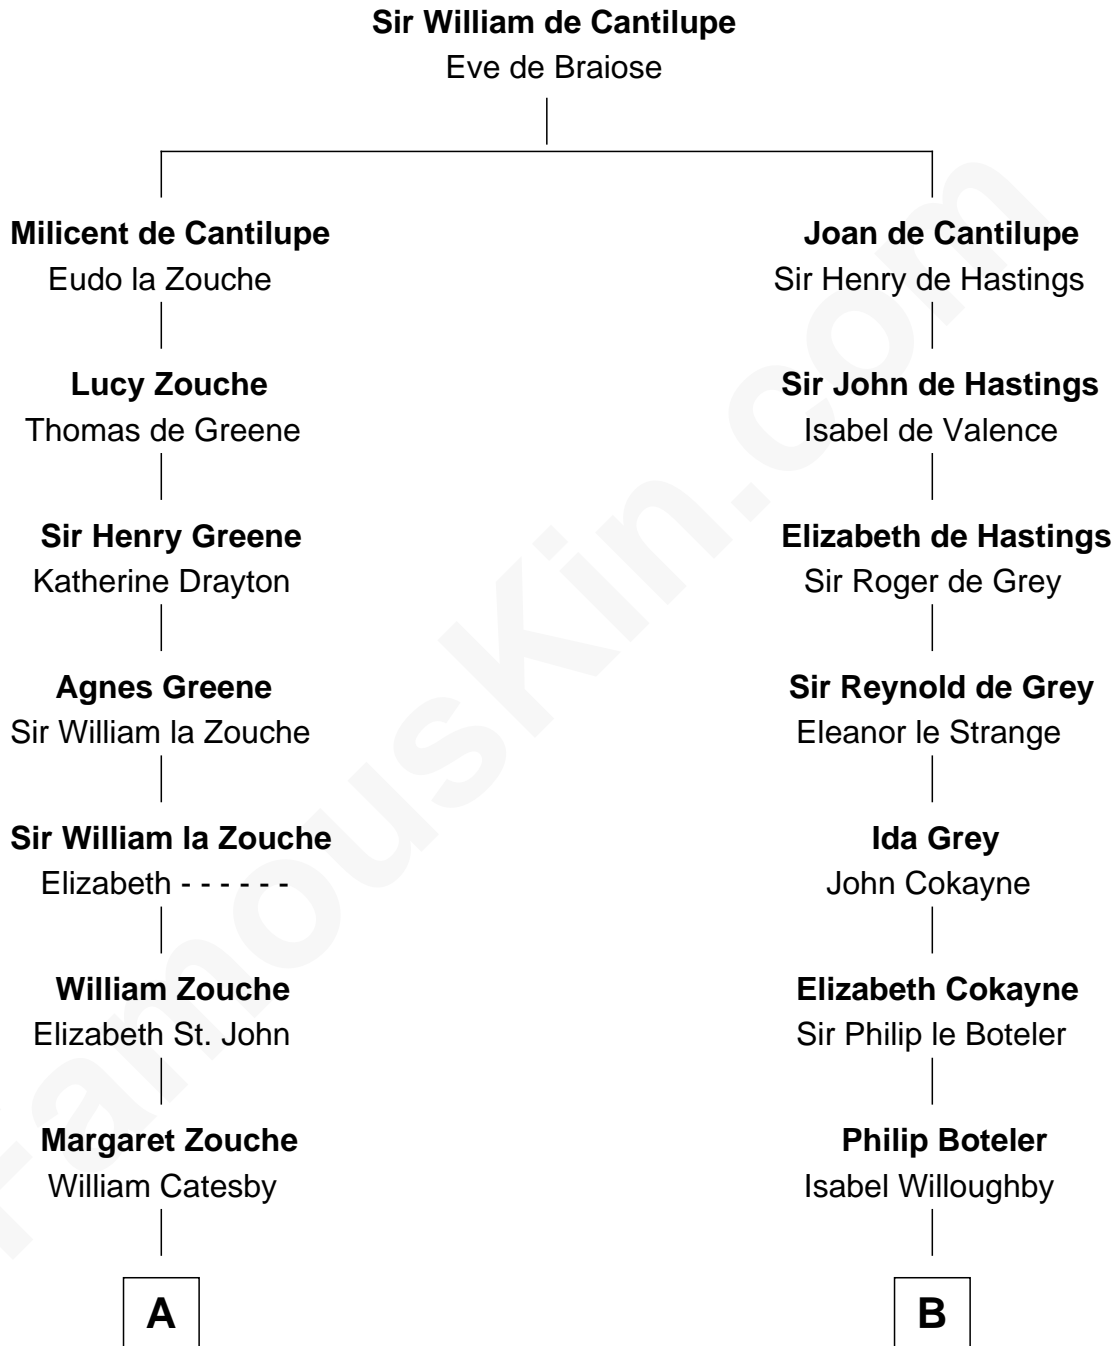 Sir William de Cantilupe
Eve de Braiose
Milicent de Cantilupe
Eudo la Zouche
Joan de Cantilupe
Sir Henry de Hastings
Lucy Zouche
Thomas de Greene
Sir John de Hastings
Isabel de Valence
Sir Henry Greene
Katherine Drayton
Elizabeth de Hastings
Sir Roger de Grey
Agnes Greene
Sir William la Zouche
Sir Reynold de Grey
Eleanor le Strange
Sir William la Zouche
Elizabeth - - - - - -
Ida Grey
John Cokayne
William Zouche
Elizabeth St. John
Elizabeth Cokayne
Sir Philip le Boteler
Margaret Zouche
William Catesby
Philip Boteler
Isabel Willoughby
A
B
FamousKin.com